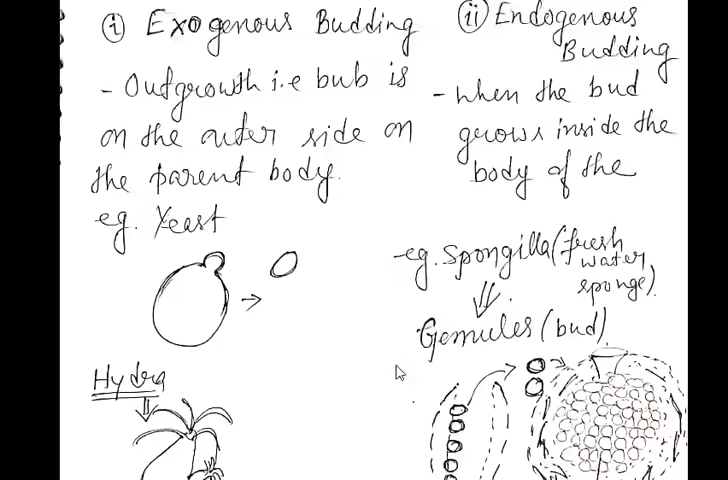 (i) Exogenous Budding
- Outgrowth i.e bub is
on the outer side on
the parent body.
eg. Yeast
Hydra
(ii) Endogenous
Budding
- When the bud
grows inside the
body of the
- eg. Spongilla (fresh
water
sponge).
Gemules (bud)